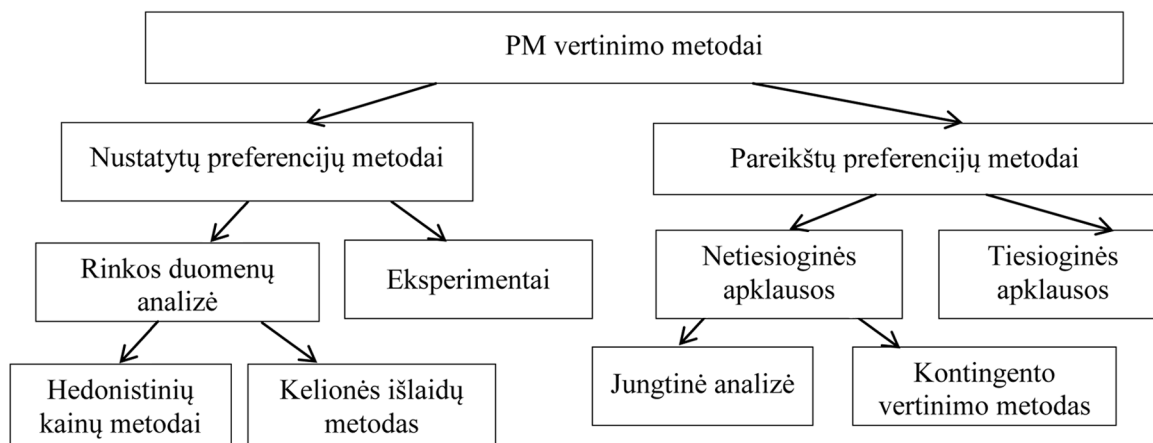 PM vertinimo metodai
Nustatytų preferencijų metodai
Pareikštų preferencijų metodai
Rinkos duomenų
analizė
Eksperimentai
Netiesioginės
apklausos
Tiesioginės
apklausos
Hedonistinių
kainų metodai
Kelionės išlaidų
metodas
Jungtinė analizė
Kontingento
vertinimo metodas